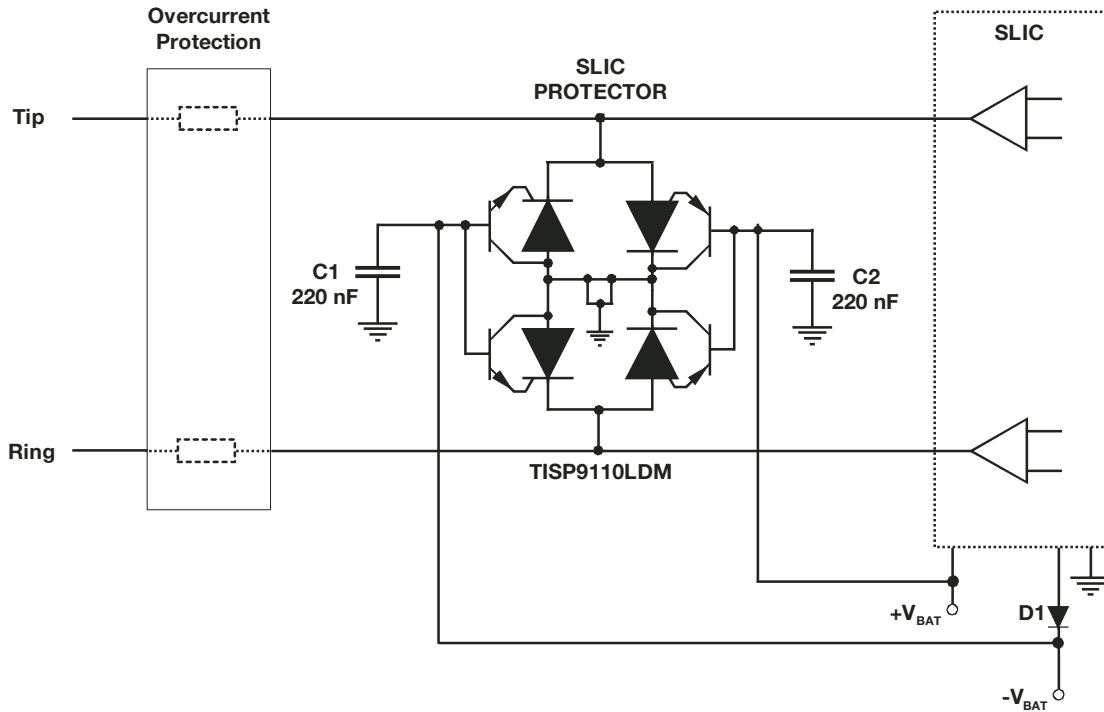 Overcurrent
Protection
SLIC
SLIC
PROTECTOR
Tip
C1
220 nF
C2
220 nF
Ring
TISP9110LDM
+VBAT
D1
-VBAT